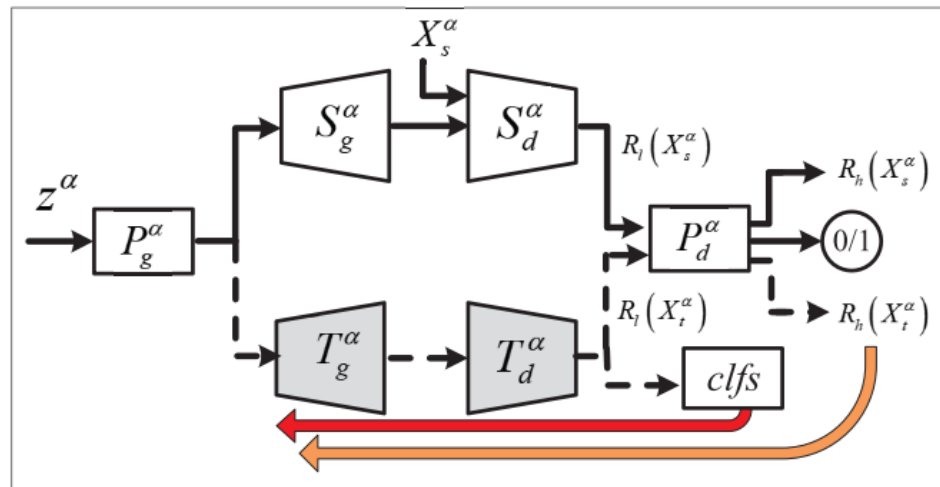 X_s^α
S_g^α
S_d^α
R_l(X_s^α)
R_h(X_s^α)
z^α
P_g^α
P_d^α
0/1
R_l(X_t^α)
R_h(X_t^α)
T_g^α
T_d^α
clfs